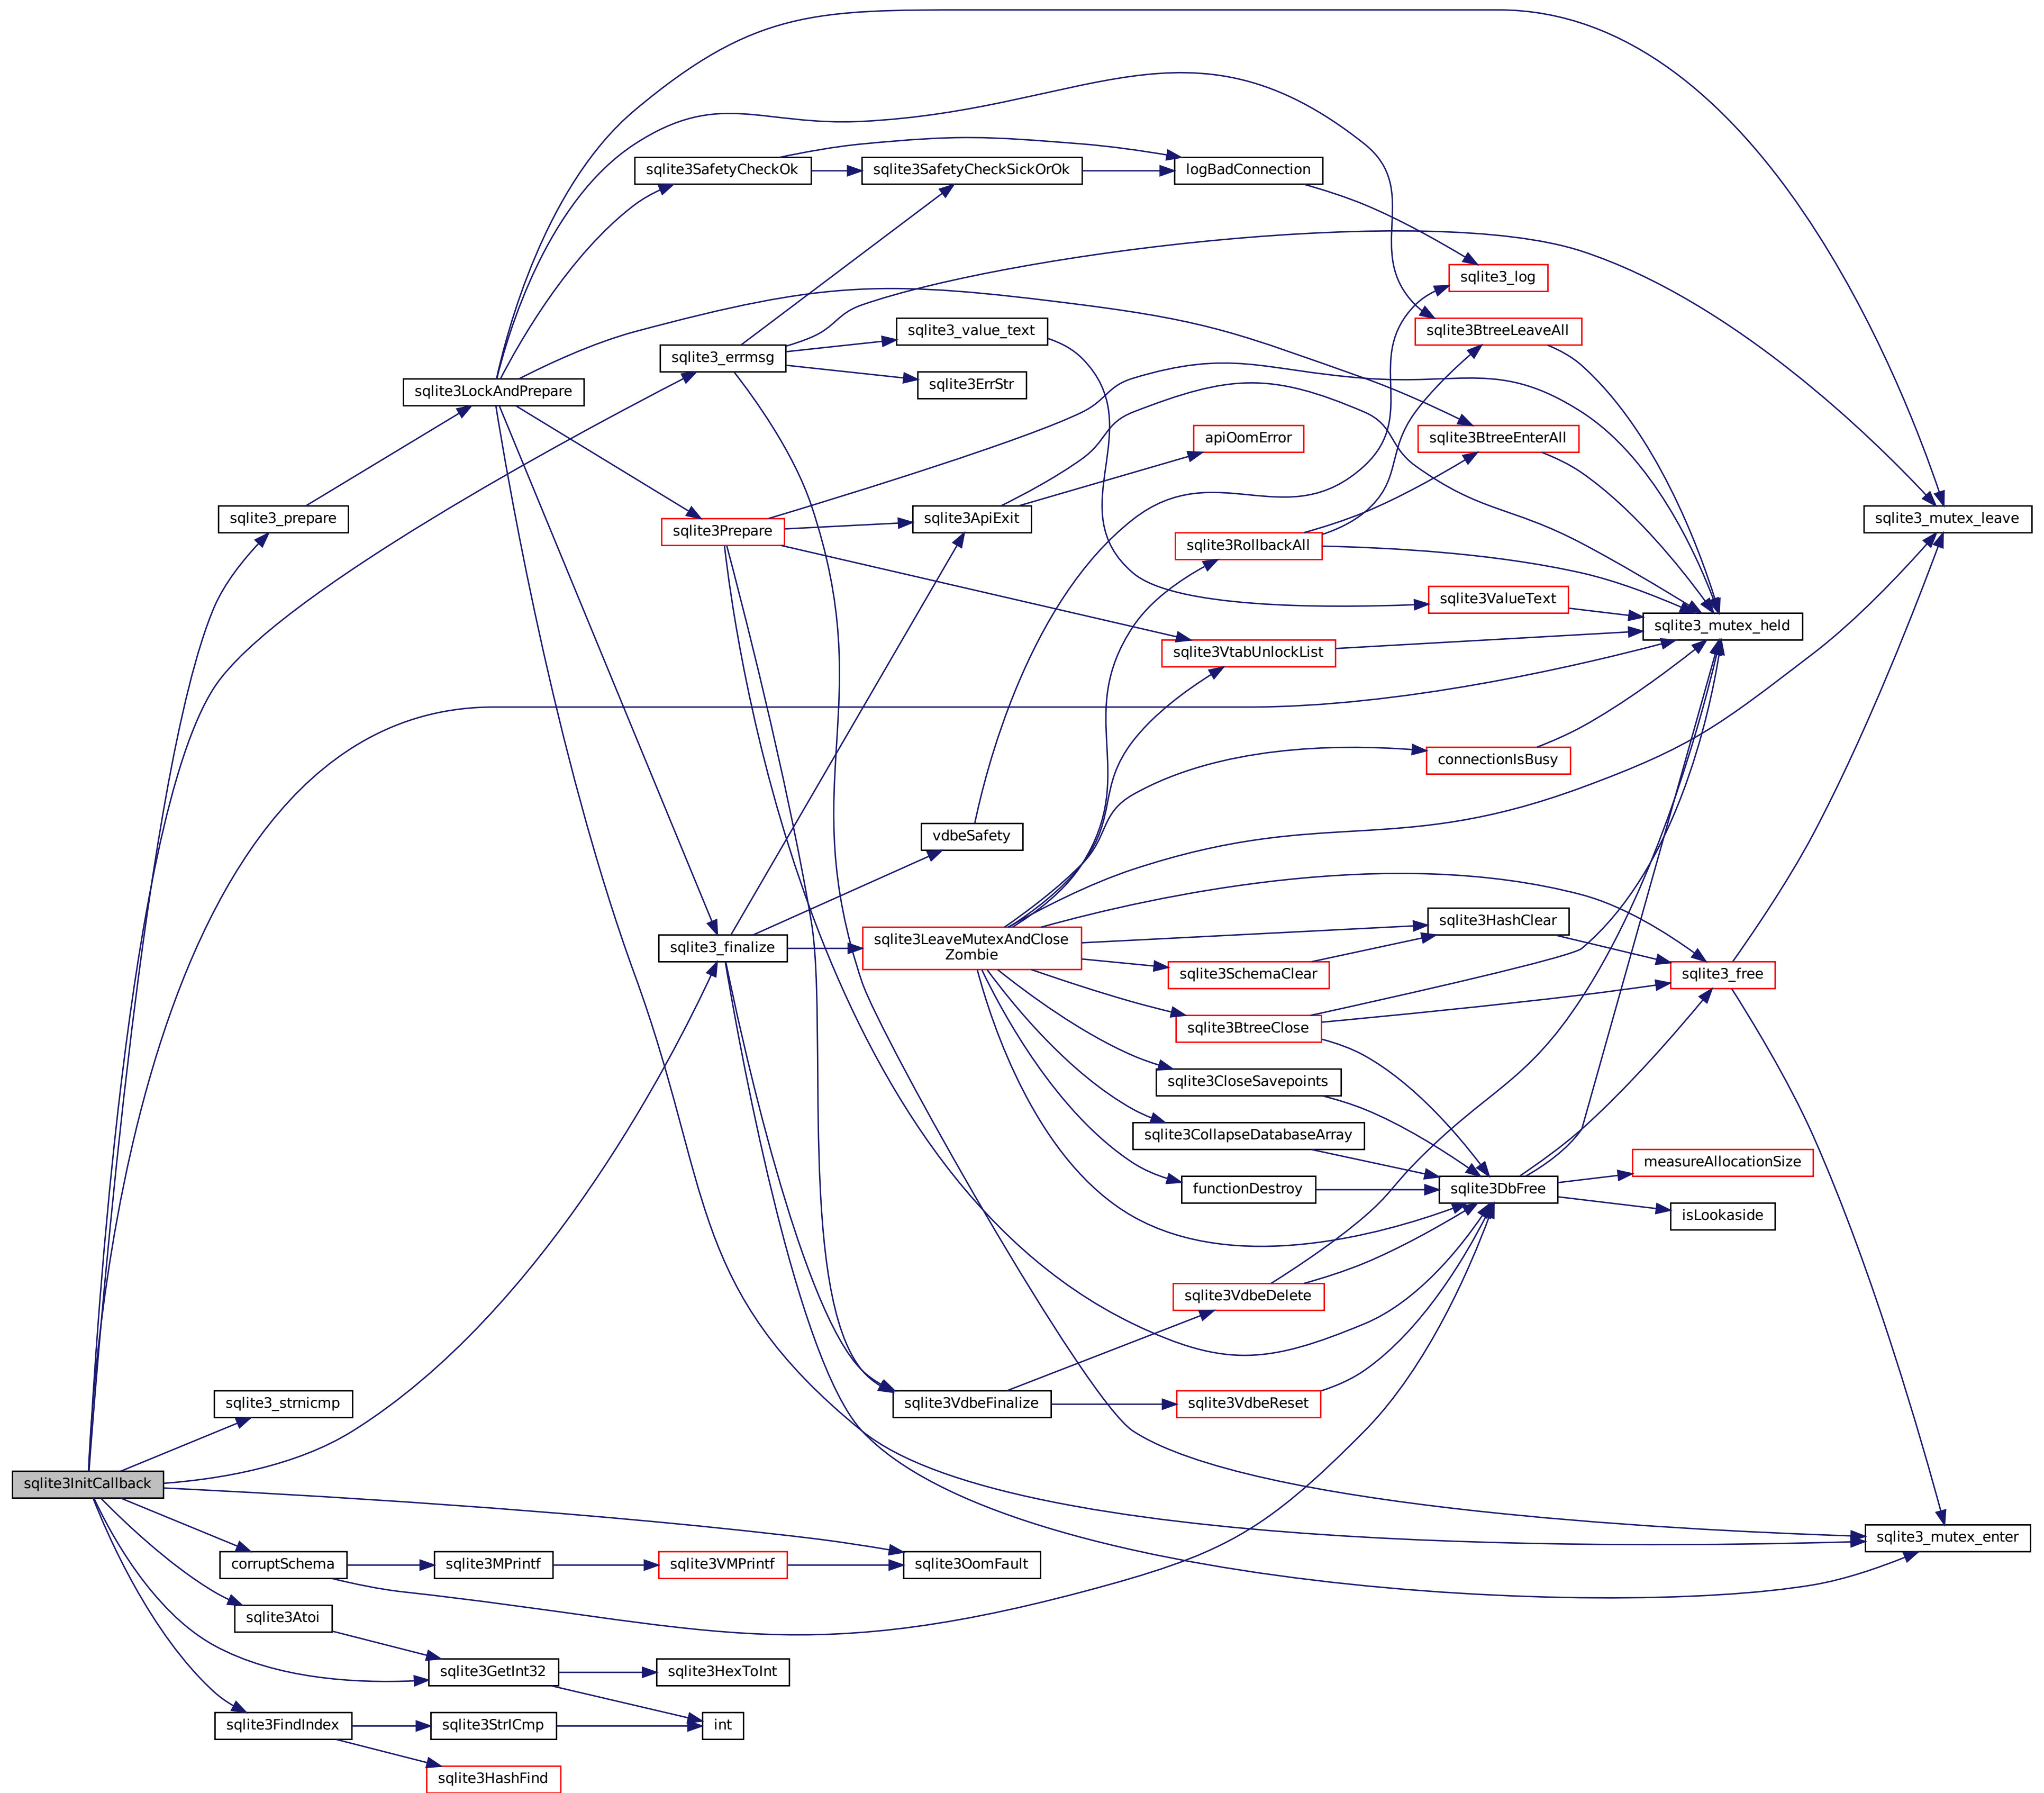 sqlite3SafetyCheckOk
sqlite3SafetyCheckSickOrOk
logBadConnection
sqlite3_log
sqlite3_value_text
sqlite3BtreeLeaveAll
sqlite3_errmsg
sqlite3ErrStr
sqlite3LockAndPrepare
apiOomError
sqlite3BtreeEnterAll
sqlite3_prepare
sqlite3Prepare
sqlite3ApiExit
sqlite3RollbackAll
sqlite3_mutex_leave
sqlite3ValueText
sqlite3_mutex_held
sqlite3VtabUnlockList
connectionIsBusy
vdbeSafety
sqlite3HashClear
sqlite3_finalize
sqlite3LeaveMutexAndClose
Zombie
sqlite3SchemaClear
sqlite3_free
sqlite3BtreeClose
sqlite3CloseSavepoints
sqlite3CollapseDatabaseArray
measureAllocationSize
functionDestroy
sqlite3DbFree
isLookaside
sqlite3VdbeDelete
sqlite3_strnicmp
sqlite3VdbeFinalize
sqlite3VdbeReset
sqlite3InitCallback
sqlite3_mutex_enter
corruptSchema
sqlite3MPrintf
sqlite3VMPrintf
sqlite3OomFault
sqlite3Atoi
sqlite3GetInt32
sqlite3HexToInt
sqlite3FindIndex
sqlite3StrICmp
int
sqlite3HashFind